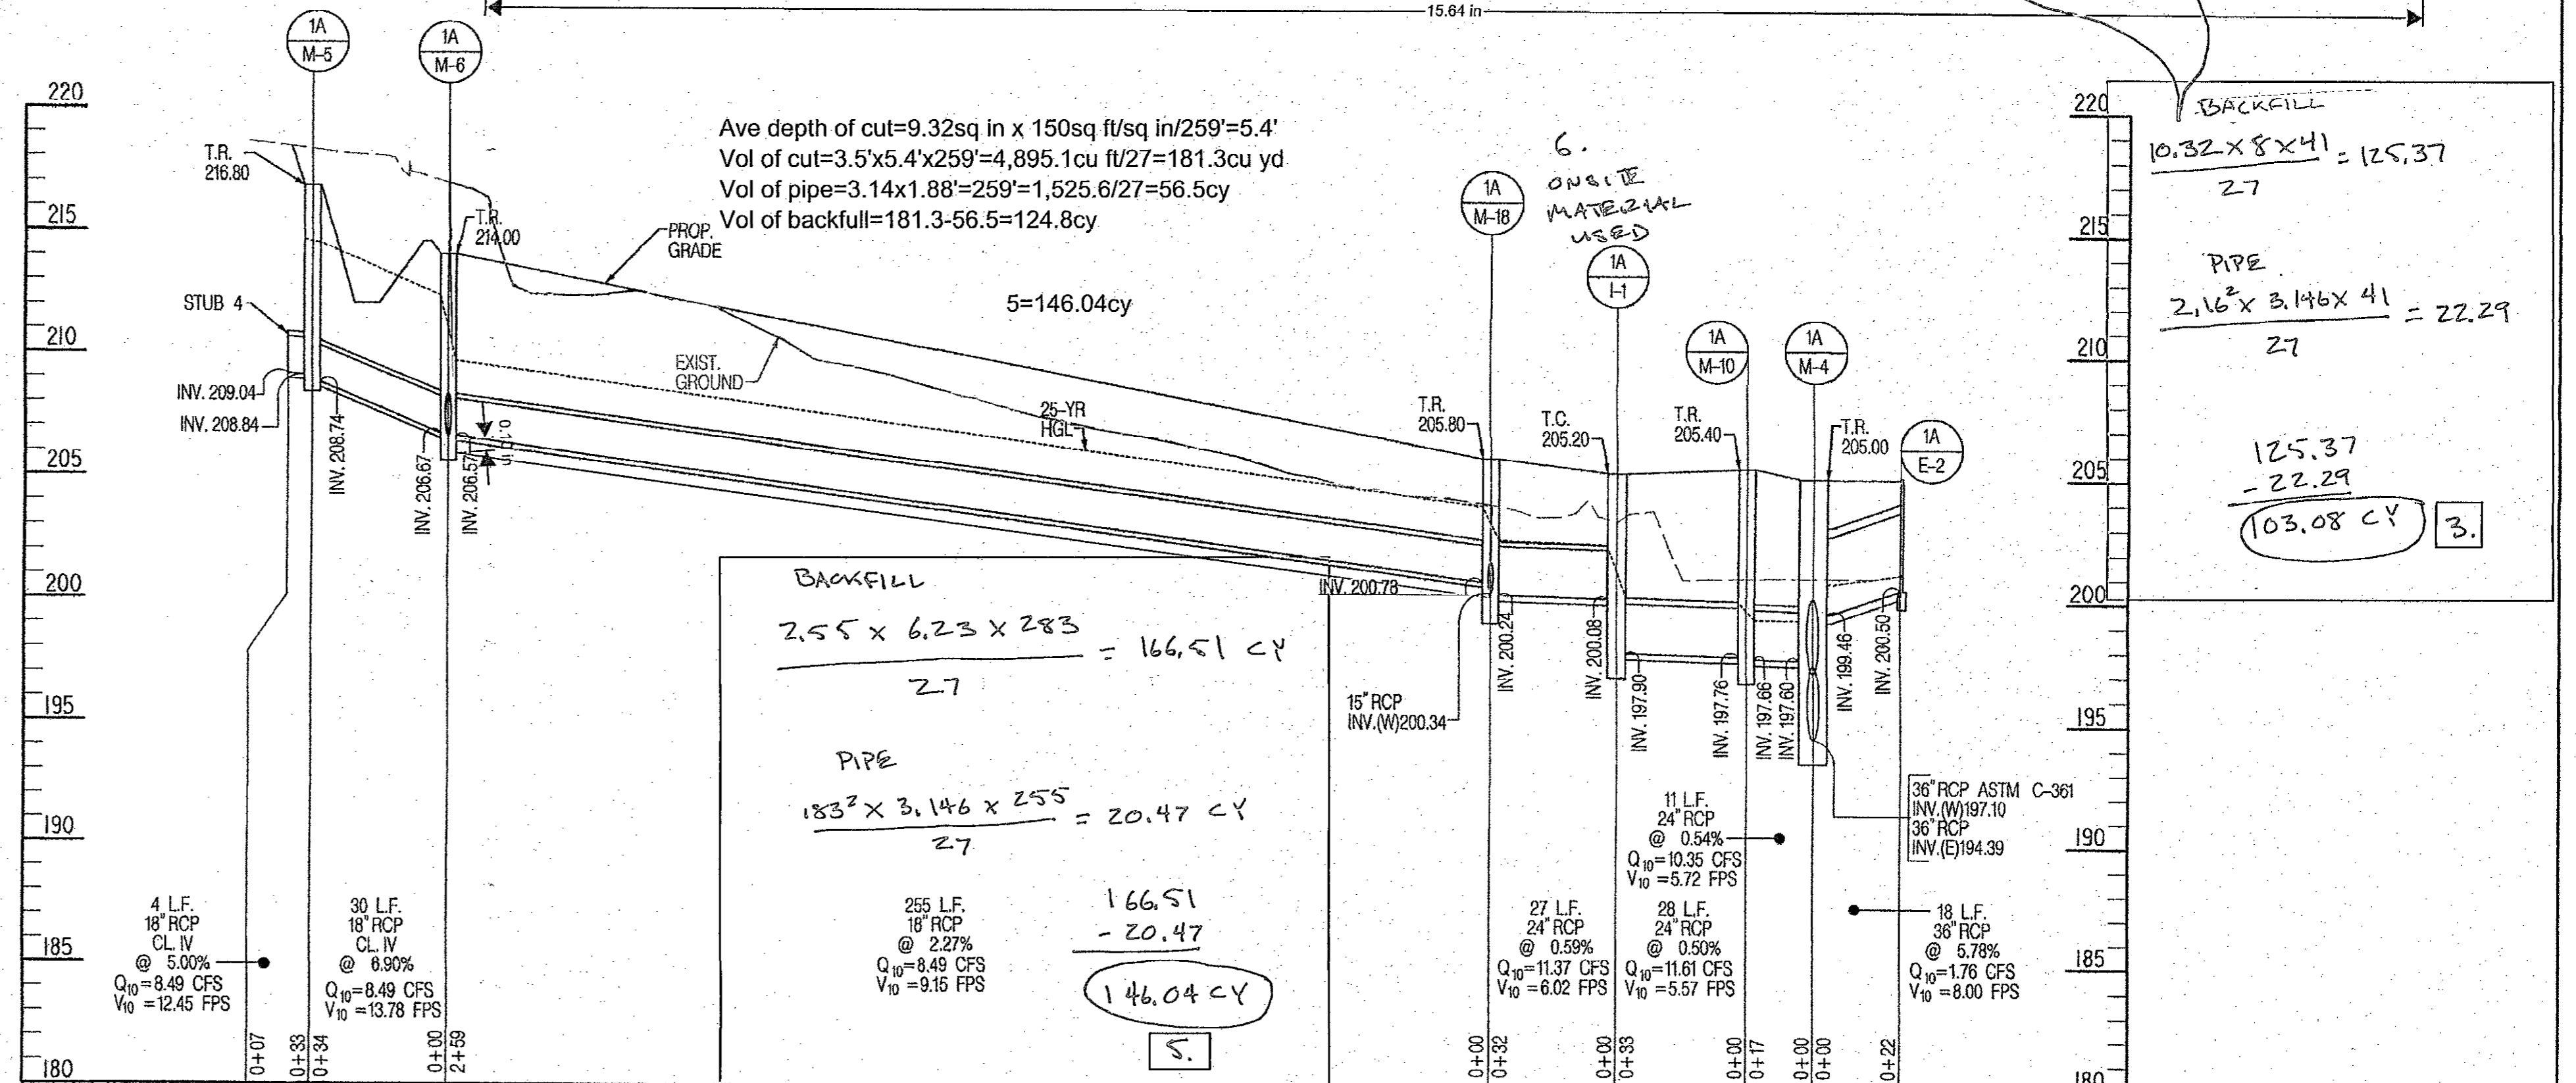 15.64 in
1A
M-5
1A
M-6
220
215
210
205
200
195
190
185
180
Ave depth of cut=9.32sq in x 150sq ft/sq in/259'=5.4'
Vol of cut=3.5'x5.4'x259'=4,895.1cu ft/27=181.3cu yd
Vol of pipe=3.14x1.88'=259'=1,525.6/27=56.5cy
Vol of backfull=181.3-56.5=124.8cy
5=146.04cy
T.R.
216.80
T.R.
214.00
PROP.
GRADE
STUB 4
EXIST.
GROUND
25-YR
HGL
INV. 209.04
INV. 208.84
INV. 208.74
INV. 206.67
INV. 206.57
6.
ONSITE
MATERIAL
USED
1A
M-18
1A
I-1
1A
M-10
1A
M-4
1A
E-2
T.R.
205.80
T.C.
205.20
T.R.
205.40
T.R.
205.00
INV. 200.78
15" RCP
INV.(W)200.34
INV. 200.24
INV. 200.08
INV. 197.90
INV. 197.76
INV. 197.66
INV. 197.60
INV. 199.46
INV. 200.50
36" RCP ASTM C-361
INV.(W)197.10
36" RCP
INV.(E)194.39
BACKFILL
2.55 x 6.23 x 283
27
= 166.51 CY
PIPE
.83² x 3.146 x 255
27
= 20.47 CY
166.51
- 20.47
146.04 CY
5.
4 L.F.
18" RCP
CL. IV
@ 5.00%
Q10=8.49 CFS
V10 =12.45 FPS
30 L.F.
18" RCP
CL. IV
@ 6.90%
Q10=8.49 CFS
V10 =13.78 FPS
255 L.F.
18" RCP
@ 2.27%
Q10=8.49 CFS
V10 =9.15 FPS
27 L.F.
24" RCP
@ 0.59%
Q10=11.37 CFS
V10 =6.02 FPS
28 L.F.
24" RCP
@ 0.50%
Q10=11.61 CFS
V10 =5.57 FPS
11 L.F.
24" RCP
@ 0.54%
Q10=10.35 CFS
V10 =5.72 FPS
18 L.F.
36" RCP
@ 5.78%
Q10=1.76 CFS
V10 =8.00 FPS
0+07
0+33
0+34
0+00
2+59
0+00
0+32
0+00
0+33
0+00
0+17
0+00
0+00
0+22
220
215
210
205
200
195
190
185
180
BACKFILL
10.32 x 8 x 41
27
= 125.37
PIPE
2.16² x 3.146 x 41
27
= 22.29
125.37
- 22.29
103.08 CY
3.